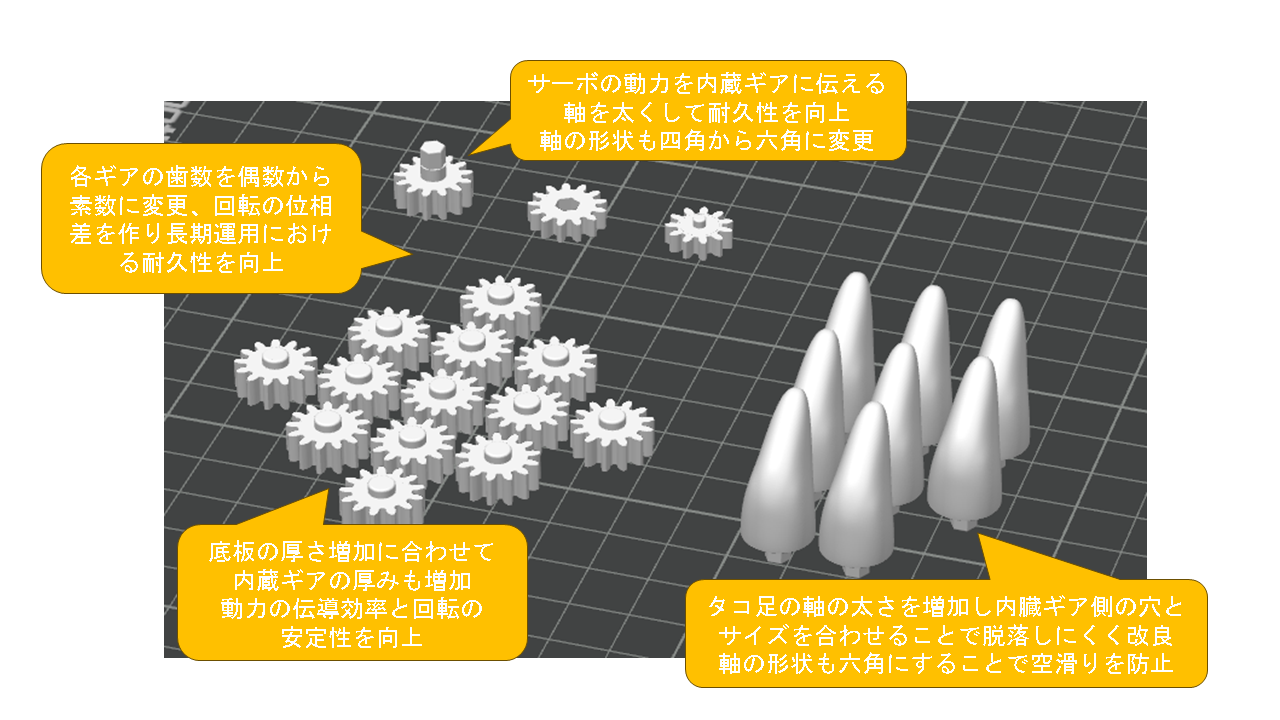 サーボの動力を内蔵ギアに伝える
軸を太くして耐久性を向上
軸の形状も四角から六角に変更
各ギアの歯数を偶数から
素数に変更、回転の位相
差を作り長期運用におけ
る耐久性を向上
底板の厚さ増加に合わせて
内蔵ギアの厚みも増加
動力の伝導効率と回転の
安定性を向上
タコ足の軸の太さを増加し内臓ギア側の穴と
サイズを合わせることで脱落しにくく改良
軸の形状も六角にすることで空滑りを防止